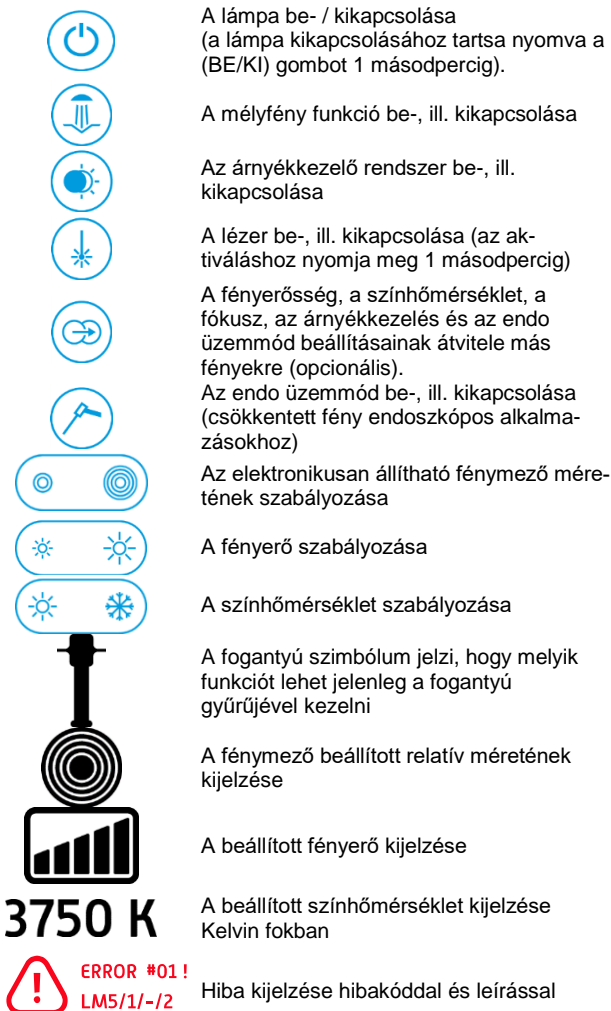 A lámpa be- / kikapcsolása
(a lámpa kikapcsolásához tartsa nyomva a
(BE/KI) gombot 1 másodpercig).
A mélyfény funkció be-, ill. kikapcsolása
Az árnyékkezelő rendszer be-, ill.
kikapcsolása
A lézer be-, ill. kikapcsolása (az ak-
tiváláshoz nyomja meg 1 másodpercig)
A fényerősség, a színhőmérséklet, a
fókusz, az árnyékkezelés és az endo
üzemmód beállításainak átvitele más
fényekre (opcionális).
Az endo üzemmód be-, ill. kikapcsolása
(csökkentett fény endoszkópos alkalma-
zásokhoz)
Az elektronikusan állítható fénymező mére-
tének szabályozása
A fényerő szabályozása
A színhőmérséklet szabályozása
A fogantyú szimbólum jelzi, hogy melyik
funkciót lehet jelenleg a fogantyú
gyűrűjével kezelni
A fénymező beállított relatív méretének
kijelzése
A beállított fényerő kijelzése
3750 K
A beállított színhőmérséklet kijelzése
Kelvin fokban
ERROR #01!
LM5/1/-/2
Hiba kijelzése hibakóddal és leírással